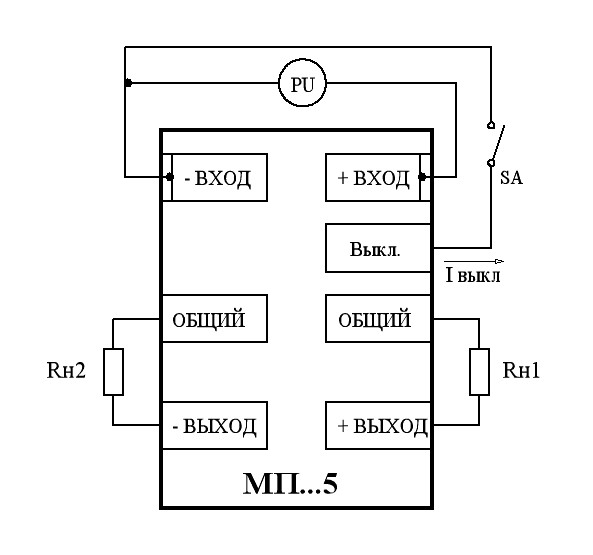 PU
- ВХОД
+ ВХОД
SA
Выкл.
I выкл
ОБЩИЙ
ОБЩИЙ
Rн2
Rн1
- ВЫХОД
+ ВЫХОД
МП...5